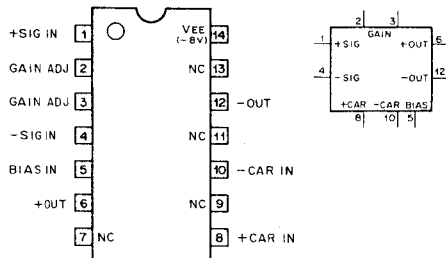 +SIG IN 1
GAIN ADJ 2
GAIN ADJ 3
-SIG IN 4
BIAS IN 5
+OUT 6
7 NC
VEE 14
(-8V)
NC 13
12 -OUT
NC 11
10 -CAR IN
NC 9
8 +CAR IN
2 3
GAIN
1 +SIG +OUT 6
4 -SIG -OUT 12
+CAR -CAR BIAS
8 10 5